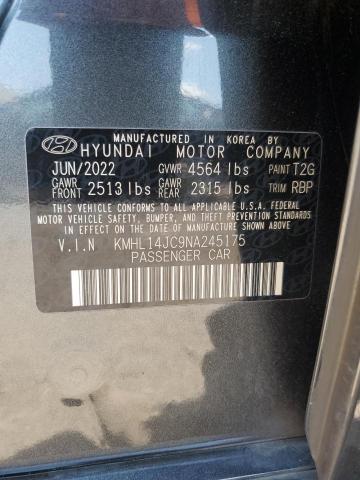 MANUFACTURED IN KOREA BY
HYUNDAI MOTOR COMPANY
JUN/2022 GVWR 4564 lbs PAINT T2G
GAWR FRONT 2513 lbs GAWR REAR 2315 lbs TRIM RBP
THIS VEHICLE CONFORMS TO ALL APPLICABLE U.S.A FEDERAL
MOTOR VEHICLE SAFETY, BUMPER, AND THEFT PREVENTION STANDARDS
IN EFFECT ON THE DATE OF MANUFACTURE SHOWN ABOVE.
V.I.N KMHL14JC9NA245175
PASSENGER CAR